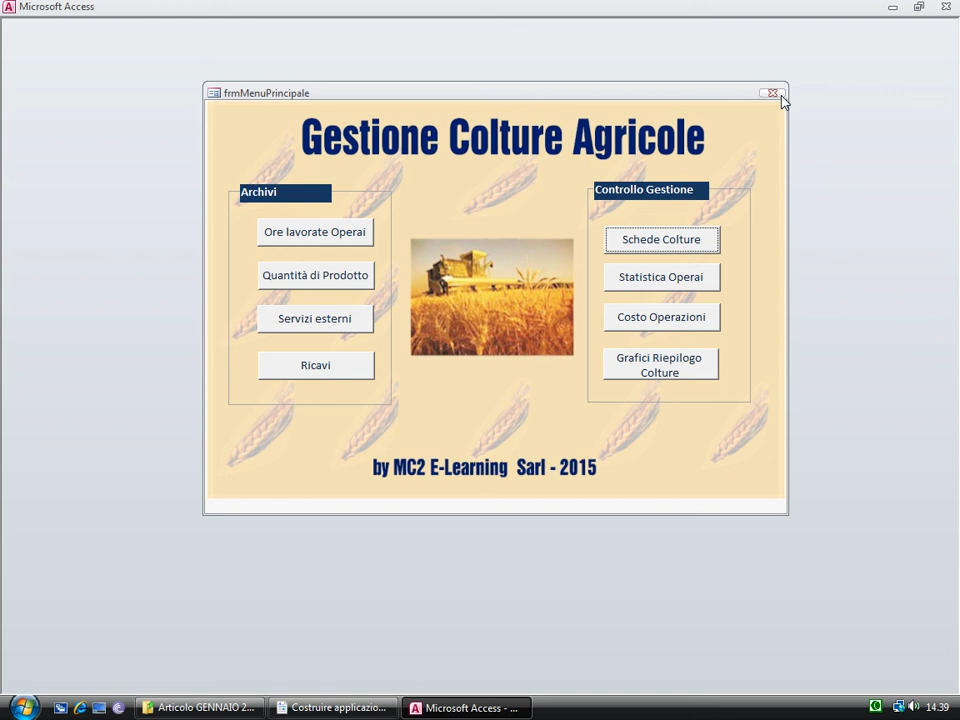 Microsoft Access
frmMenuPrincipale
Gestione Colture Agricole
Archivi
Ore lavorate Operai
Quantità di Prodotto
Servizi esterni
Ricavi
Controllo Gestione
Schede Colture
Statistica Operai
Costo Operazioni
Grafici Riepilogo
Colture
by MC2 E-Learning Sarl - 2015
Articolo GENNAIO 2...
Costruire applicazio...
Microsoft Access - ...
14.39